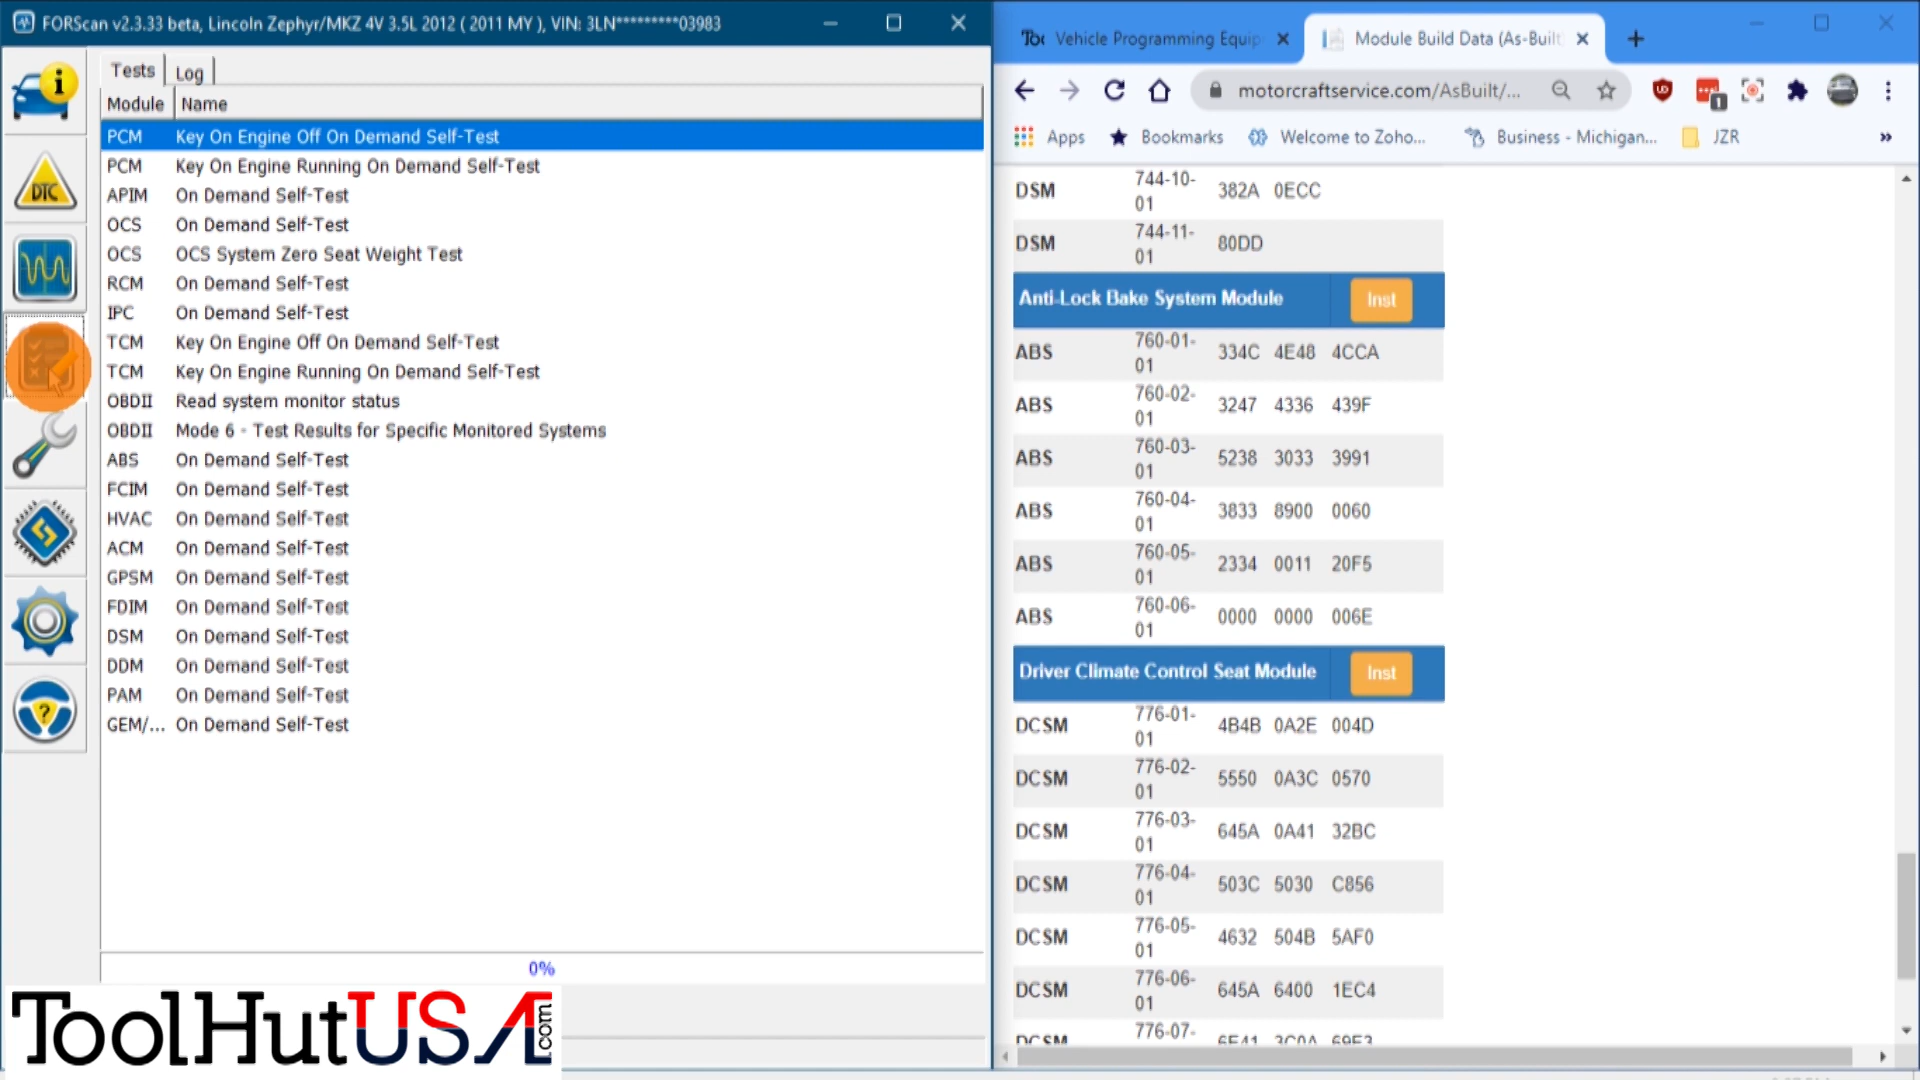 FORScan v2.3.33 beta, Lincoln Zephyr/MKZ 4V 3.5L 2012 ( 2011 MY ), VIN: 3LN*********03983
Tests Log
Module Name
PCM Key On Engine Off On Demand Self-Test
PCM Key On Engine Running On Demand Self-Test
APIM On Demand Self-Test
OCS On Demand Self-Test
OCS OCS System Zero Seat Weight Test
RCM On Demand Self-Test
IPC On Demand Self-Test
TCM Key On Engine Off On Demand Self-Test
TCM Key On Engine Running On Demand Self-Test
OBDII Read system monitor status
OBDII Mode 6 - Test Results for Specific Monitored Systems
ABS On Demand Self-Test
FCIM On Demand Self-Test
HVAC On Demand Self-Test
ACM On Demand Self-Test
GPSM On Demand Self-Test
FDIM On Demand Self-Test
DSM On Demand Self-Test
DDM On Demand Self-Test
PAM On Demand Self-Test
GEM/... On Demand Self-Test
0%
i
DTC
?
ToolHutUSA.com
Vehicle Programming Equip
Module Build Data (As-Built
motorcraftservice.com/AsBuilt/...
1
Apps Bookmarks Welcome to Zoho... Business - Michigan... JZR »
DSM 744-10-01 382A 0ECC
DSM 744-11-01 80DD
Anti-Lock Bake System Module Inst
ABS 760-01-01 334C 4E48 4CCA
ABS 760-02-01 3247 4336 439F
ABS 760-03-01 5238 3033 3991
ABS 760-04-01 3833 8900 0060
ABS 760-05-01 2334 0011 20F5
ABS 760-06-01 0000 0000 006E
Driver Climate Control Seat Module Inst
DCSM 776-01-01 4B4B 0A2E 004D
DCSM 776-02-01 5550 0A3C 0570
DCSM 776-03-01 645A 0A41 32BC
DCSM 776-04-01 503C 5030 C856
DCSM 776-05-01 4632 504B 5AF0
DCSM 776-06-01 645A 6400 1EC4
DCSM 776-07-